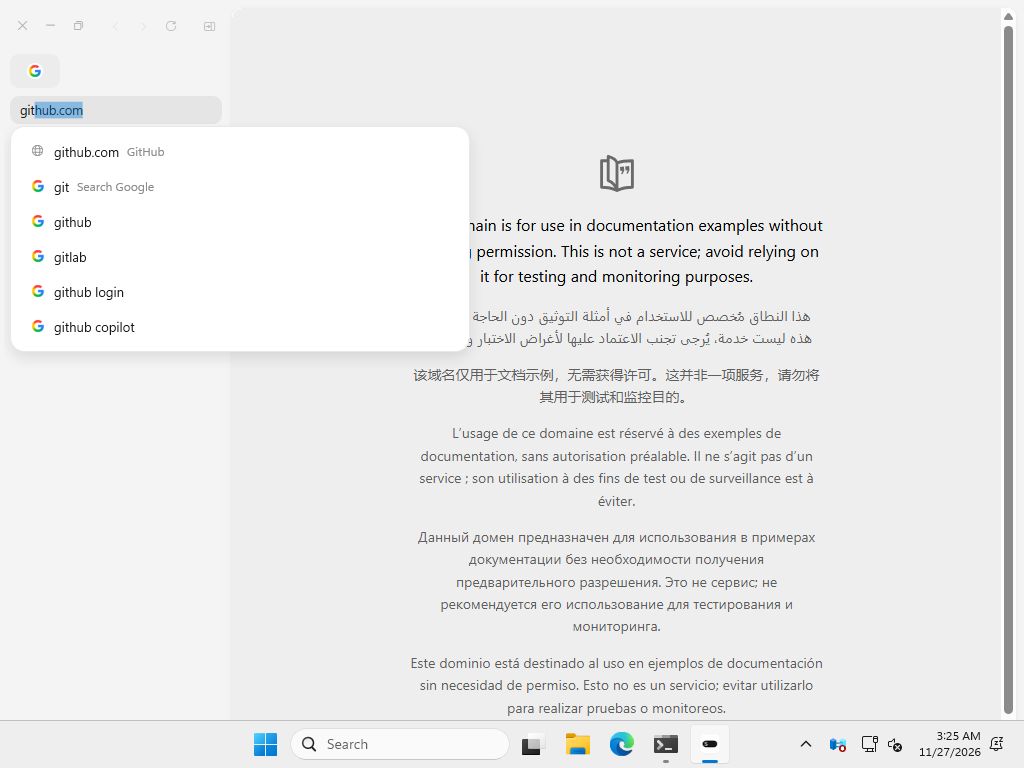 github.com
github.com GitHub
git Search Google
github
gitlab
github login
github copilot
main is for use in documentation examples without
permission. This is not a service; avoid relying on
it for testing and monitoring purposes.
هذا النطاق مُخصص للاستخدام في أمثلة التوثيق دون الحاجة
هذه ليست خدمة، يُرجى تجنب الاعتماد عليها لأغراض الاختبار و
该域名仅用于文档示例，无需获得许可。这并非一项服务，请勿将
其用于测试和监控目的。
L’usage de ce domaine est réservé à des exemples de
documentation, sans autorisation préalable. Il ne s’agit pas d’un
service ; son utilisation à des fins de test ou de surveillance est à
éviter.
Данный домен предназначен для использования в примерах
документации без необходимости получения
предварительного разрешения. Это не сервис; не
рекомендуется его использование для тестирования и
мониторинга.
Este dominio está destinado al uso en ejemplos de documentación
sin necesidad de permiso. Esto no es un servicio; evitar utilizarlo
para realizar pruebas o monitoreos.
Search
3:25 AM
11/27/2026